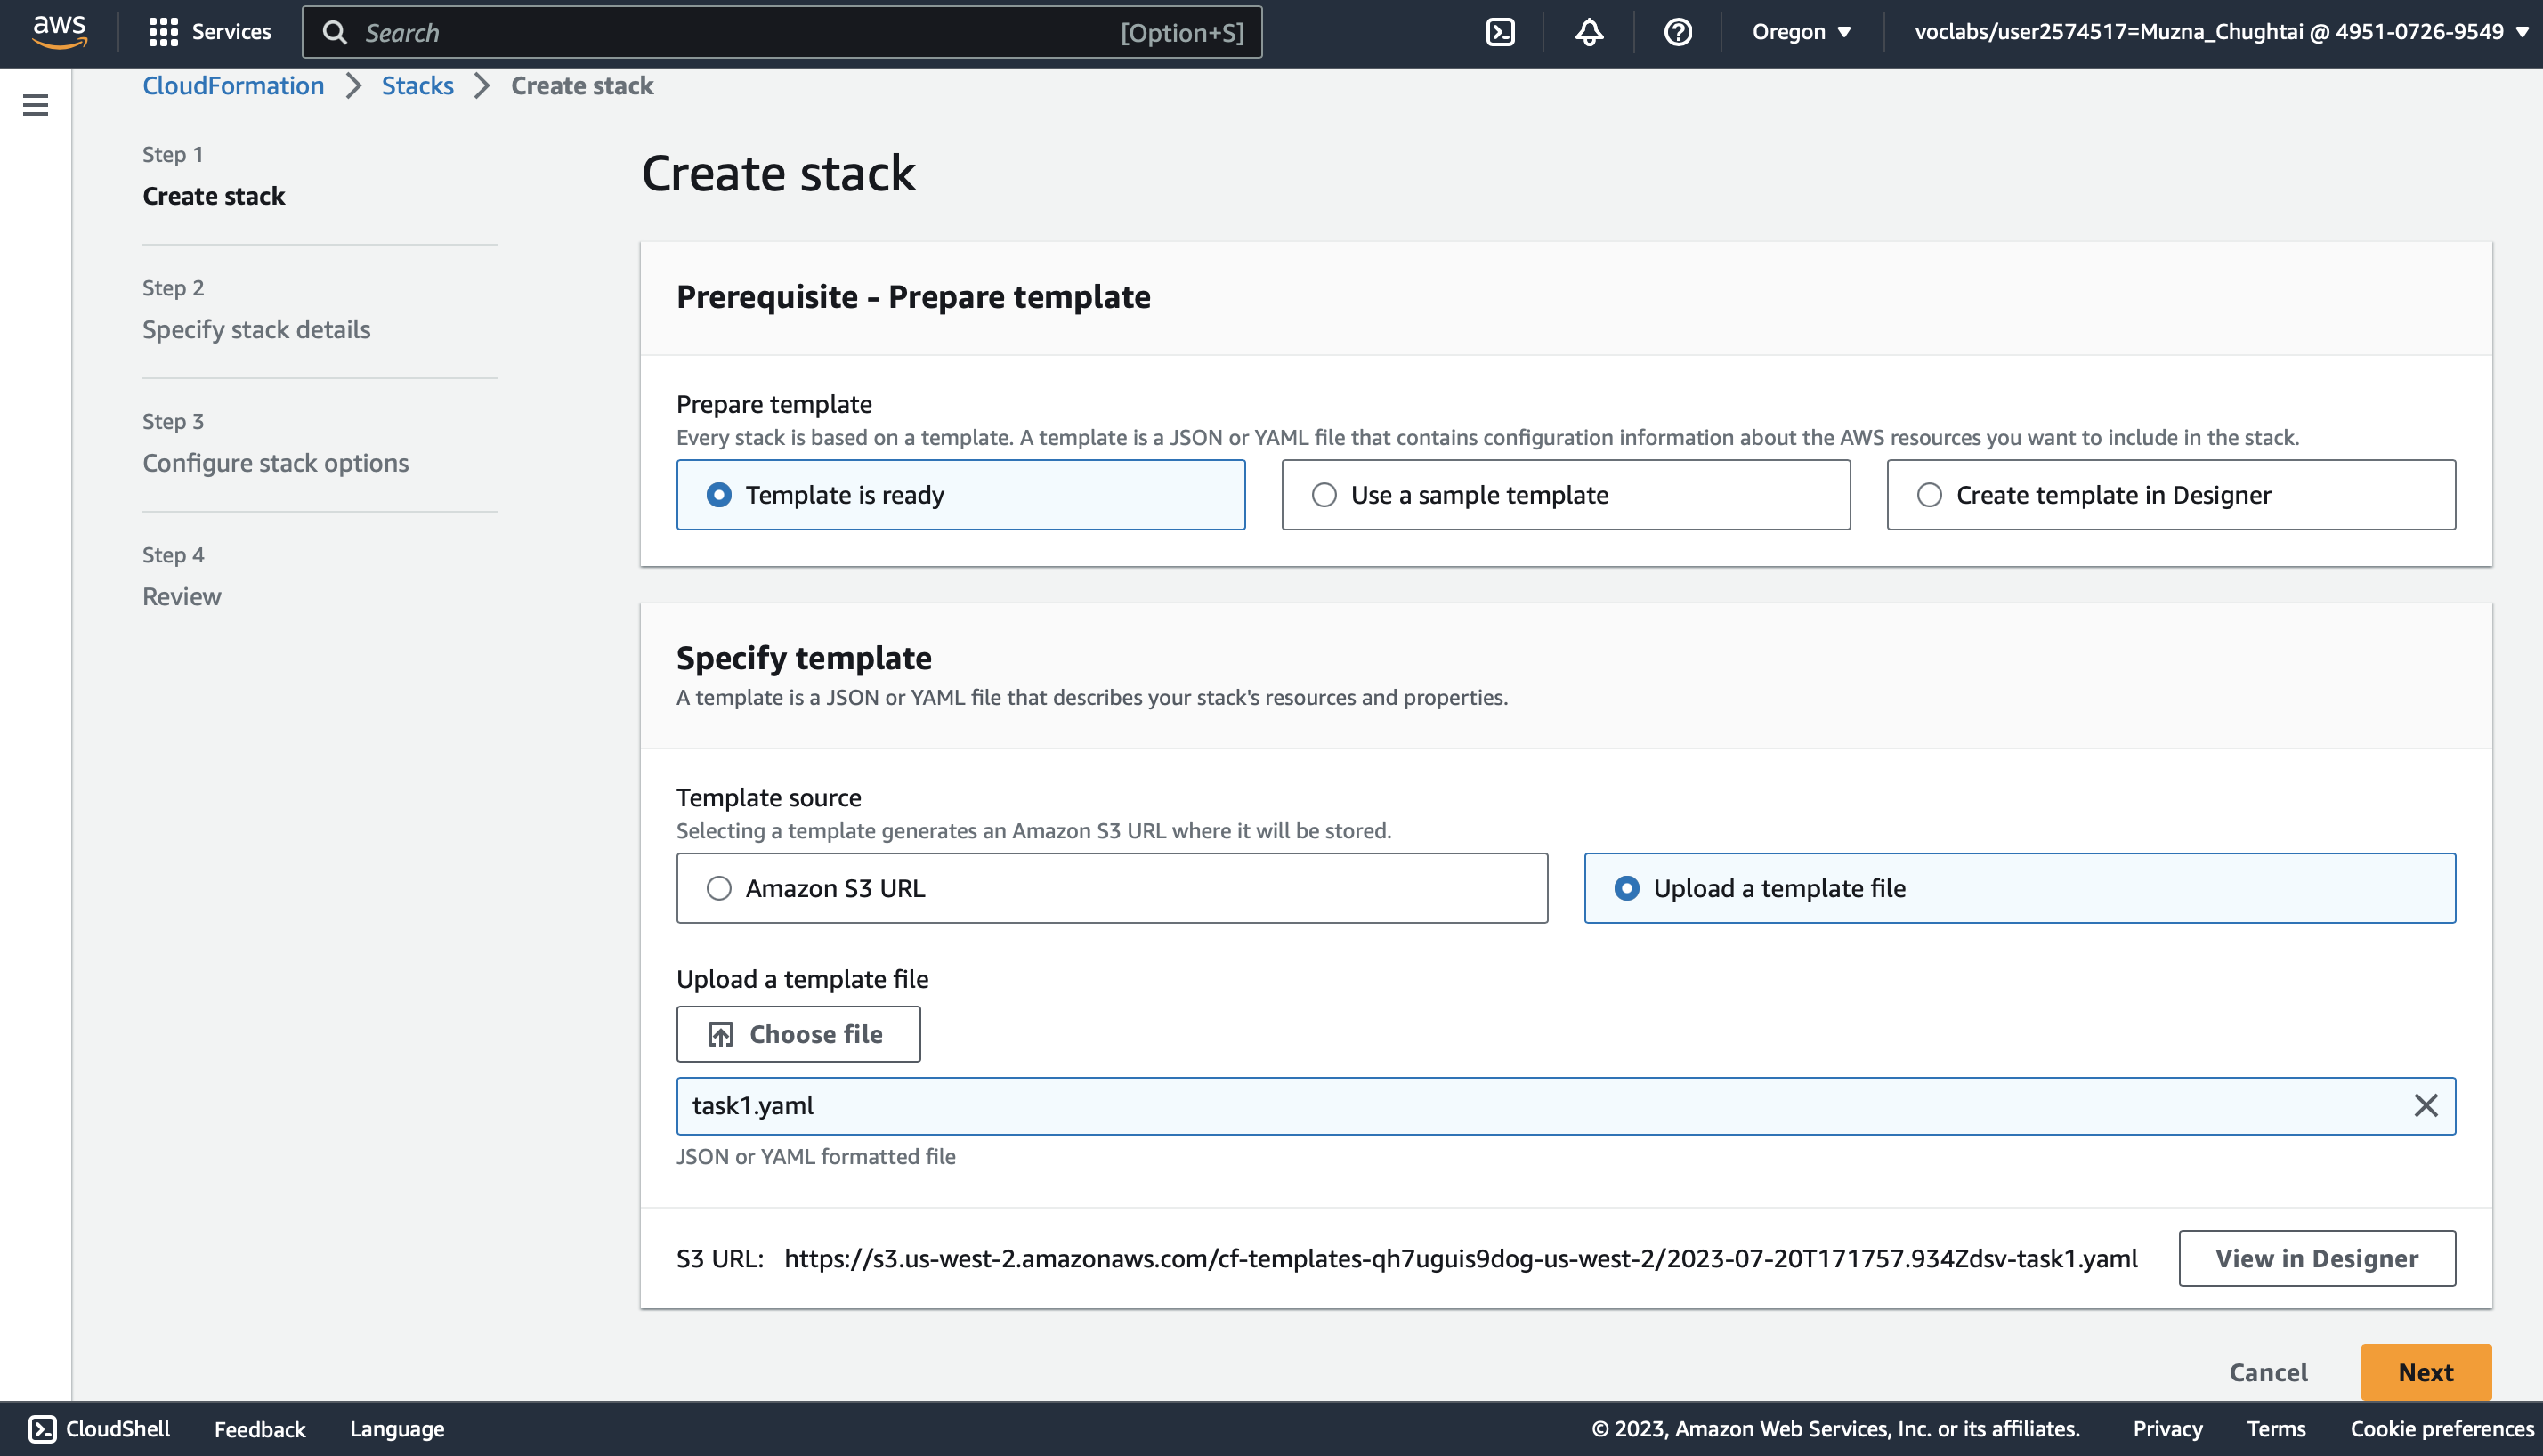 aws
Services
Search
[Option+S]
Oregon
voclabs/user2574517=Muzna_Chughtai @ 4951-0726-9549
CloudFormation
Stacks
Create stack
Step 1
Create stack
Step 2
Specify stack details
Step 3
Configure stack options
Step 4
Review
Create stack
Prerequisite - Prepare template
Prepare template
Every stack is based on a template. A template is a JSON or YAML file that contains configuration information about the AWS resources you want to include in the stack.
Template is ready
Use a sample template
Create template in Designer
Specify template
A template is a JSON or YAML file that describes your stack's resources and properties.
Template source
Selecting a template generates an Amazon S3 URL where it will be stored.
Amazon S3 URL
Upload a template file
Upload a template file
Choose file
task1.yaml
JSON or YAML formatted file
S3 URL: https://s3.us-west-2.amazonaws.com/cf-templates-qh7uguis9dog-us-west-2/2023-07-20T171757.934Zdsv-task1.yaml
View in Designer
Cancel
Next
CloudShell
Feedback
Language
© 2023, Amazon Web Services, Inc. or its affiliates.
Privacy
Terms
Cookie preferences